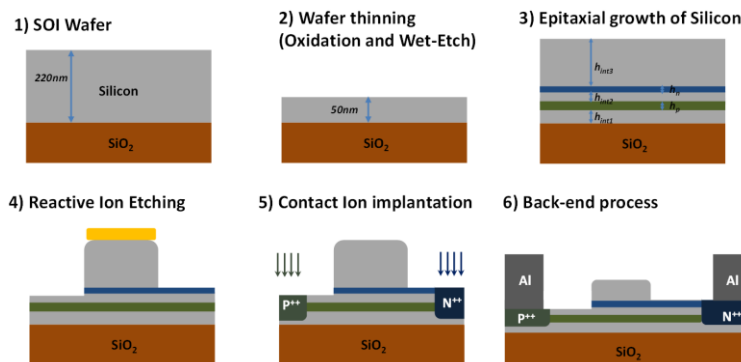 1) SOI Wafer
220nm
Silicon
SiO2
2) Wafer thinning
(Oxidation and Wet-Etch)
50nm
SiO2
3) Epitaxial growth of Silicon
hint3
hn
hint2
hp
hint1
SiO2
4) Reactive Ion Etching
SiO2
5) Contact Ion implantation
P++
N++
SiO2
6) Back-end process
Al
Al
P++
N++
SiO2